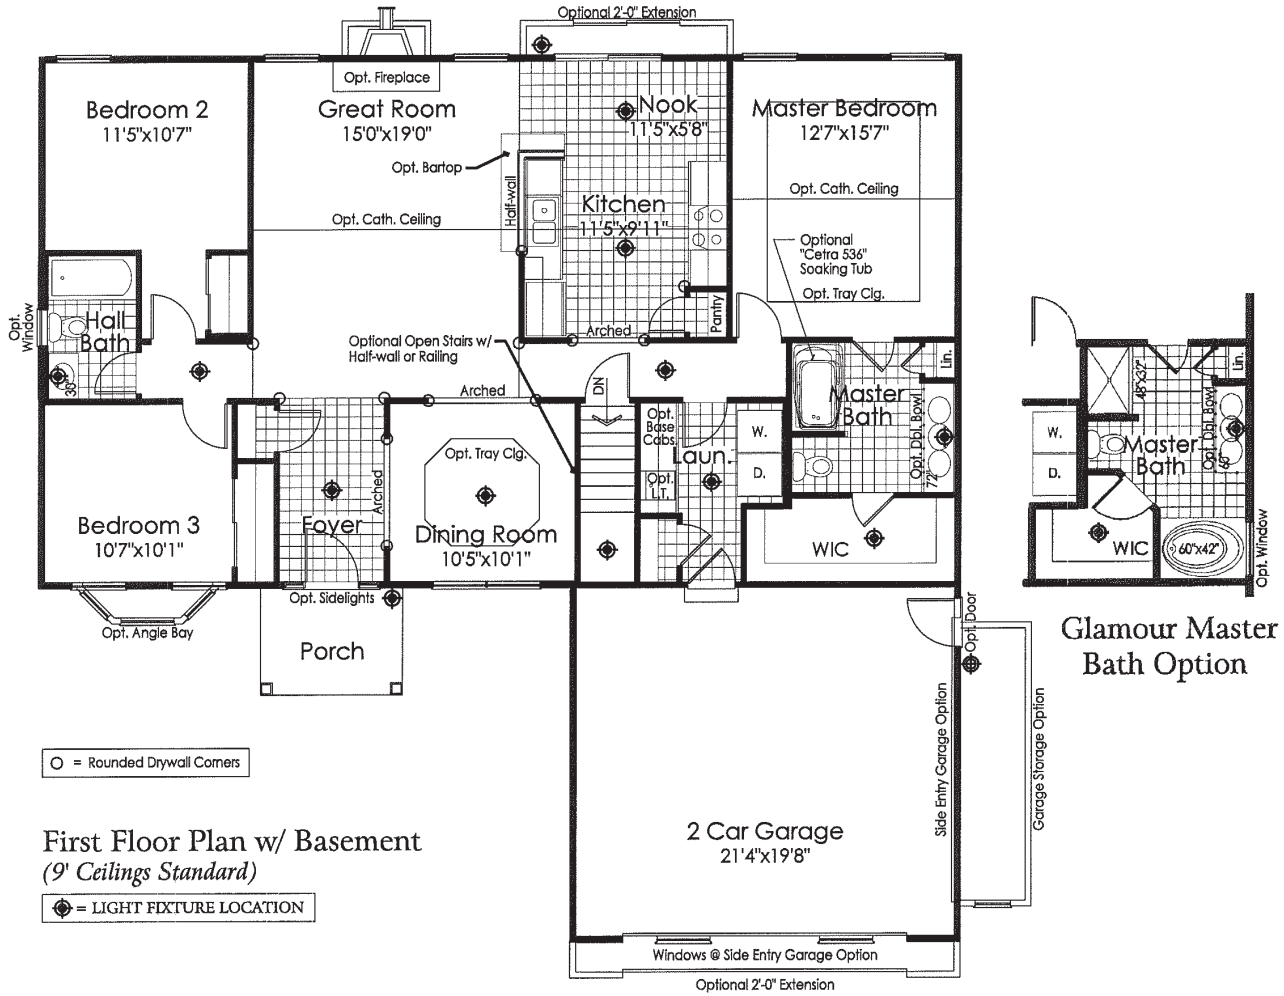 Optional 2'-0" Extension
Opt. Fireplace
Bedroom 2
11'5"x10'7"
Great Room
15'0"x19'0"
Nook
11'5"x5'8"
Master Bedroom
12'7"x15'7"
Opt. Bartop
Half-wall
Opt. Cath. Ceiling
Kitchen
11'5"x9'11"
Opt. Cath. Ceiling
Optional
"Cetra 536"
Soaking Tub
Opt. Tray Clg.
Pantry
Opt.
Window
Hall
Bath
30"
Optional Open Stairs w/
Half-wall or Railing
Arched
Arched
DN
Lin.
Master
Bath
Opt. Dbl. Bowl
72"
Opt.
Base
Cabs.
Laun.
Opt.
L.T.
W.
D.
Opt. Tray Clg.
Arched
Foyer
Dining Room
10'5"x10'1"
Bedroom 3
10'7"x10'1"
WIC
Opt. Sidelights
Opt. Angle Bay
Porch
Opt. Door
Lin.
48"x32"
Master
Bath
Opt. Dbl. Bowl
60"
W.
D.
WIC
60"x42"
Opt. Window
Glamour Master
Bath Option
Side Entry Garage Option
Garage Storage Option
= Rounded Drywall Corners
First Floor Plan w/ Basement
(9' Ceilings Standard)
= LIGHT FIXTURE LOCATION
2 Car Garage
21'4"x19'8"
Windows @ Side Entry Garage Option
Optional 2'-0" Extension